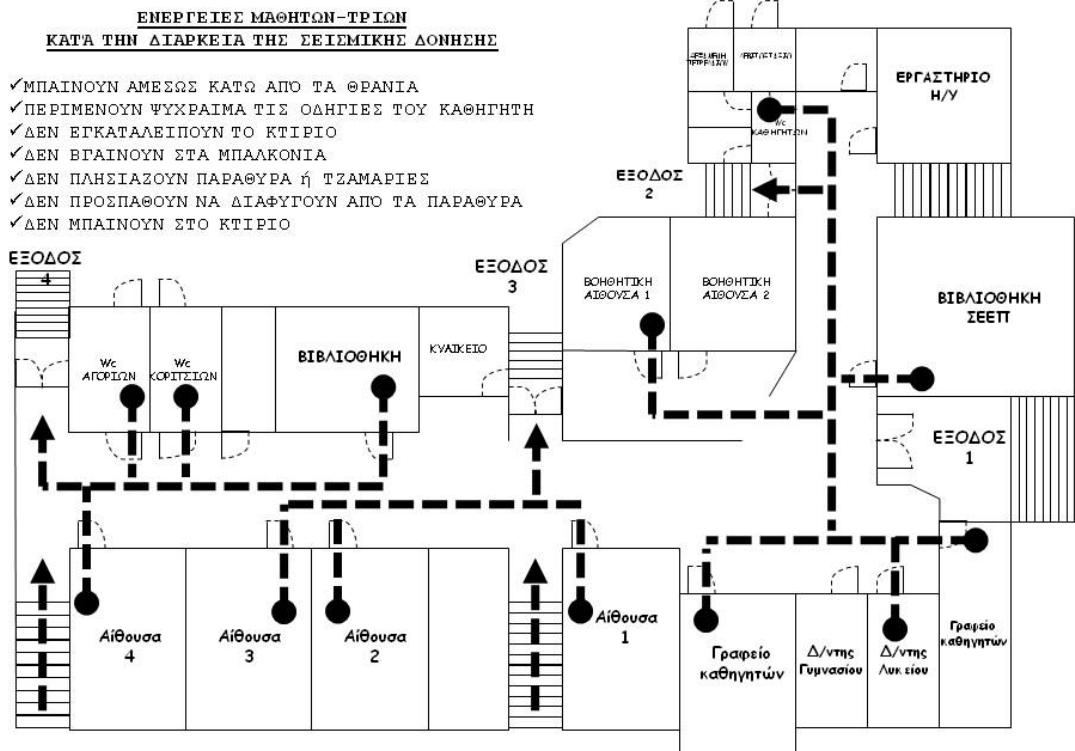 ΕΝΕΡΓΕΙΕΣ ΜΑΘΗΤΩΝ-ΤΡΙΩΝ
ΚΑΤΑ ΤΗΝ ΔΙΑΡΚΕΙΑ ΤΗΣ ΣΕΙΣΜΙΚΗΣ ΔΟΝΗΣΗΣ
✓ΜΠΑΙΝΟΥΝ ΑΜΕΣΩΣ ΚΑΤΩ ΑΠΟ ΤΑ ΘΡΑΝΙΑ
✓ΠΕΡΙΜΕΝΟΥΝ ΨΥΧΡΑΙΜΑ ΤΙΣ ΟΔΗΓΙΕΣ ΤΟΥ ΚΑΘΗΓΗΤΗ
✓ΔΕΝ ΕΓΚΑΤΑΛΕΙΠΟΥΝ ΤΟ ΚΤΙΡΙΟ
✓ΔΕΝ ΒΓΑΙΝΟΥΝ ΣΤΑ ΜΠΑΛΚΟΝΙΑ
✓ΔΕΝ ΠΛΗΣΙΑΖΟΥΝ ΠΑΡΑΘΥΡΑ ή ΤΖΑΜΑΡΙΕΣ
✓ΔΕΝ ΠΡΟΣΠΑΘΟΥΝ ΝΑ ΔΙΑΦΥΓΟΥΝ ΑΠΟ ΤΑ ΠΑΡΑΘΥΡΑ
✓ΔΕΝ ΜΠΑΙΝΟΥΝ ΣΤΟ ΚΤΙΡΙΟ
ΕΡΓΑΣΤΗΡΙΟ
Η/Υ
Wc
ΚΑΘΗΓΗΤΩΝ
ΕΞΟΔΟΣ
2
ΕΞΟΔΟΣ
4
ΕΞΟΔΟΣ
3
ΒΟΗΘΗΤΙΚΗ
ΑΙΘΟΥΣΑ 1
ΒΟΗΘΗΤΙΚΗ
ΑΙΘΟΥΣΑ 2
ΒΙΒΛΙΟΘΗΚΗ
ΣΕΕΠ
Wc
ΑΓΟΡΙΩΝ
Wc
ΚΟΡΙΤΣΙΩΝ
ΒΙΒΛΙΟΘΗΚΗ
ΚΥΛΙΚΕΙΟ
ΕΞΟΔΟΣ
1
Αίθουσα
4
Αίθουσα
3
Αίθουσα
2
Αίθουσα
1
Γραφείο
καθηγητών
Δ/ντης
Γυμνασίου
Δ/ντης
Λυκείου
Γραφείο
καθηγητών